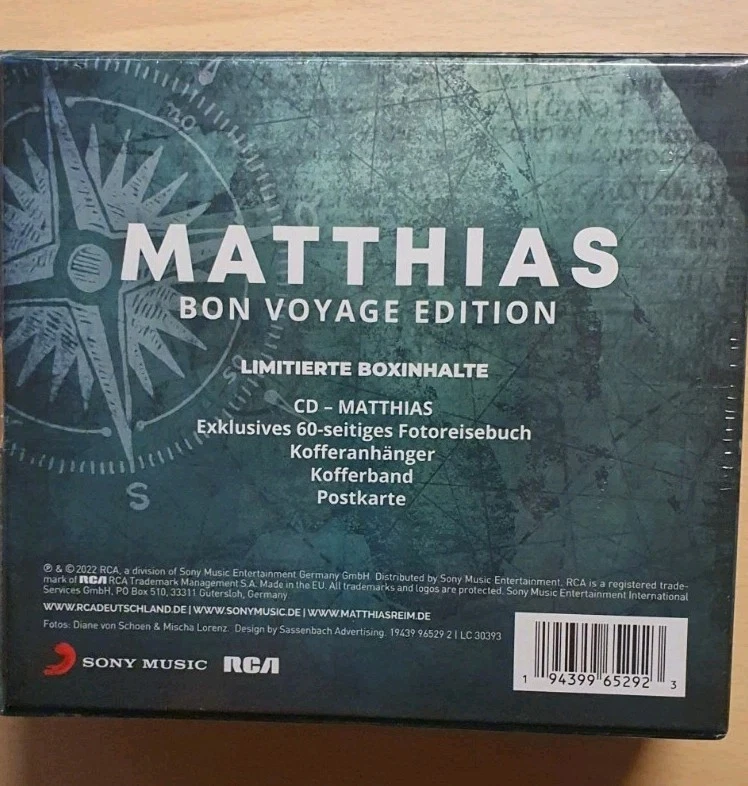 NO
SO
S
MATTHIAS
BON VOYAGE EDITION
LIMITIERTE BOXINHALTE
CD – MATTHIAS
Exklusives 60-seitiges Fotoreisebuch
Kofferanhänger
Kofferband
Postkarte
℗ & © 2022 RCA, a division of Sony Music Entertainment Germany GmbH. Distributed by Sony Music Entertainment. RCA is a registered trade-
mark of RCA RCA Trademark Management S.A. Made in the EU. All trademarks and logos are protected. Sony Music Entertainment International
Services GmbH, PO Box 510, 33311 Gütersloh, Germany
WWW.RCADEUTSCHLAND.DE | WWW.SONYMUSIC.DE | WWW.MATTHIASREIM.DE
Fotos: Diane von Schoen & Mischa Lorenz. Design by Sassenbach Advertising. 19439 96529 2 | LC 30393
SONY MUSIC RCA
1 94399 65292 3